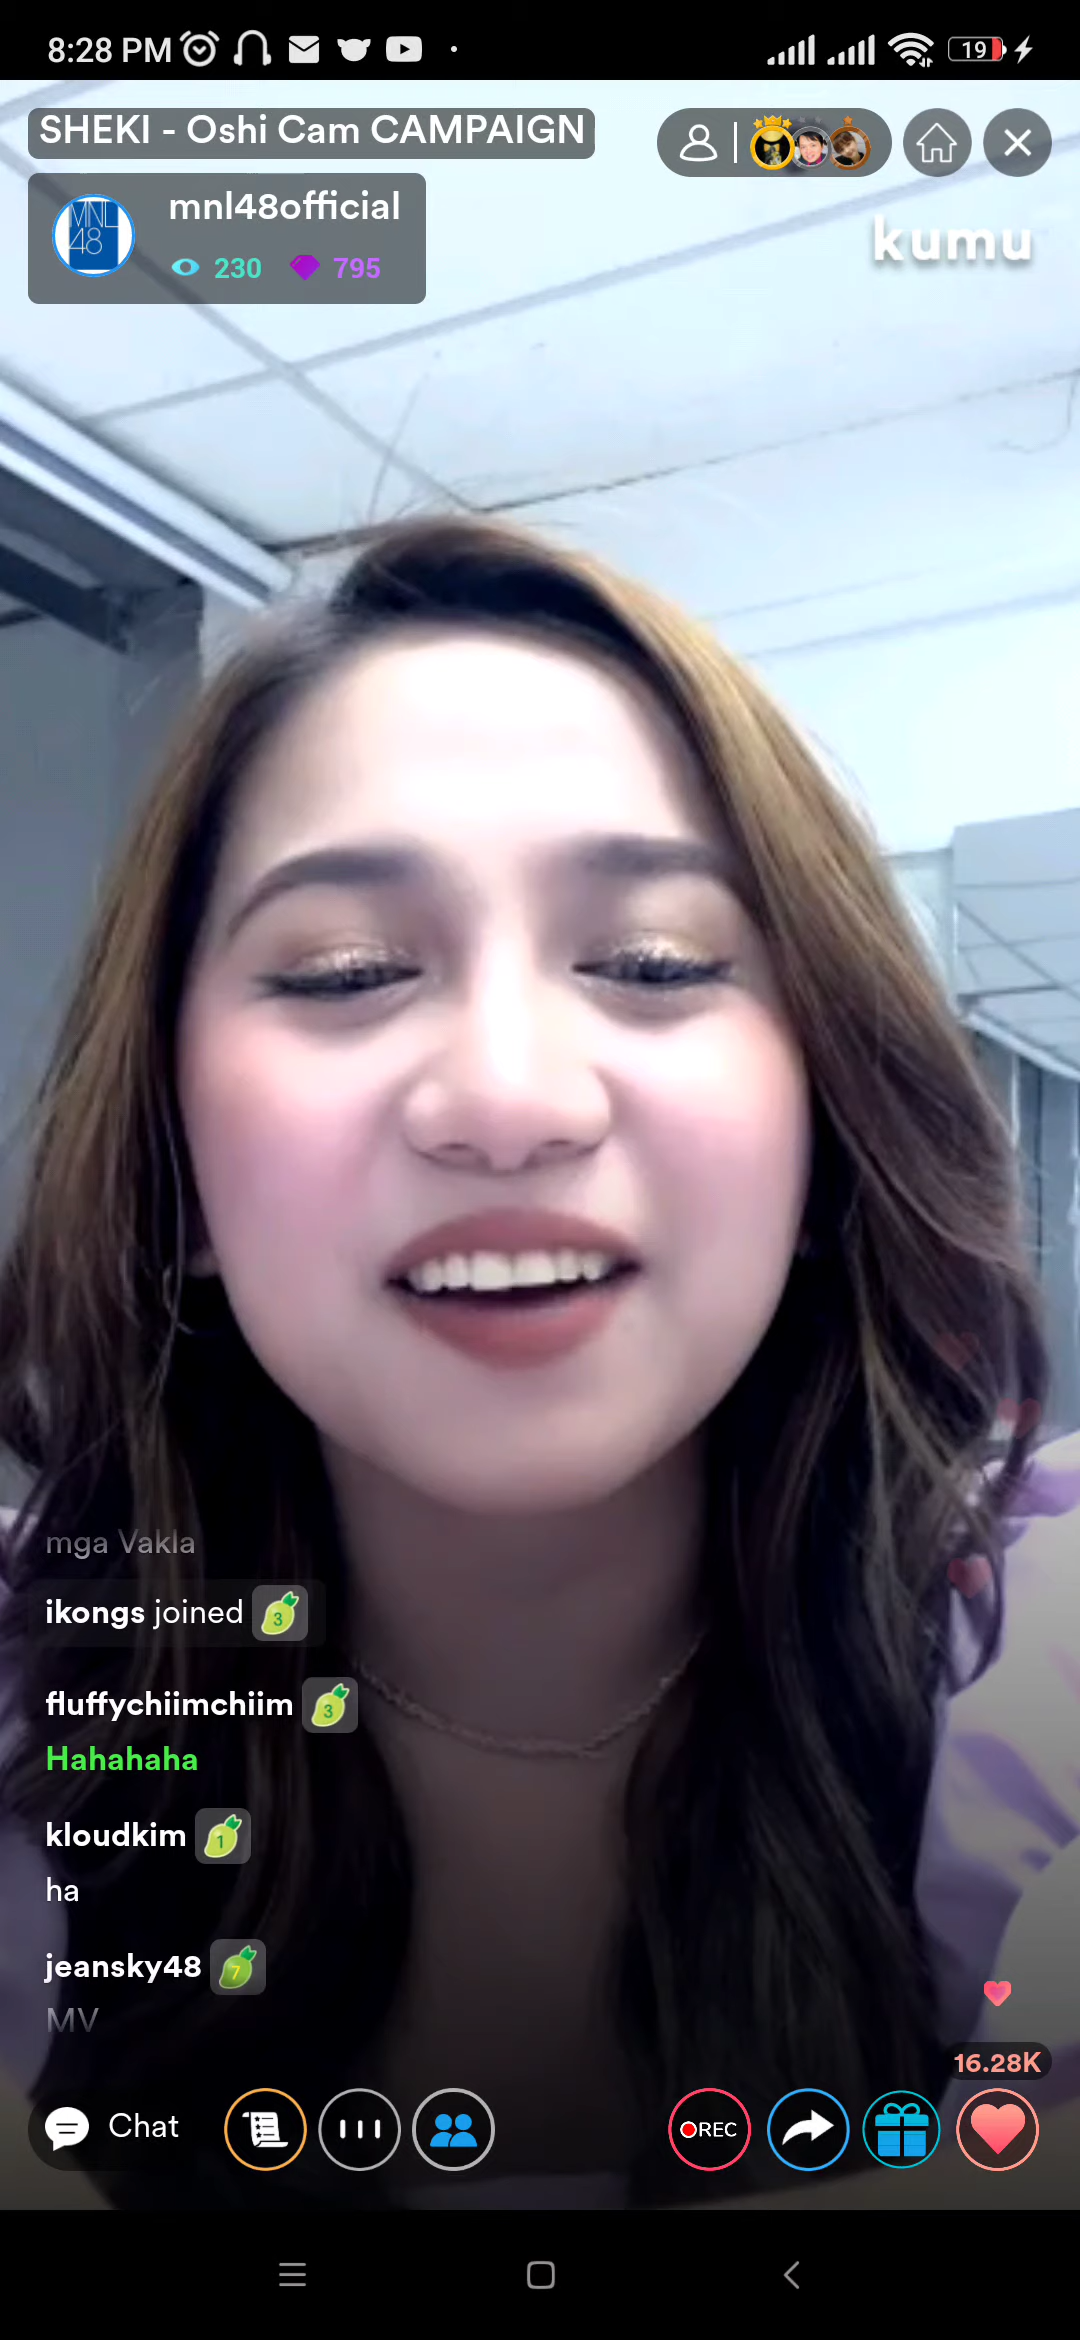 8:28 PM
19
SHEKI - Oshi Cam CAMPAIGN
MNL
48
mnl48official
230 795
kumu
mga Vakla
ikongs joined 3
fluffychiimchiim 3
Hahahaha
kloudkim 1
ha
jeansky48 7
MV
16.28K
Chat
REC